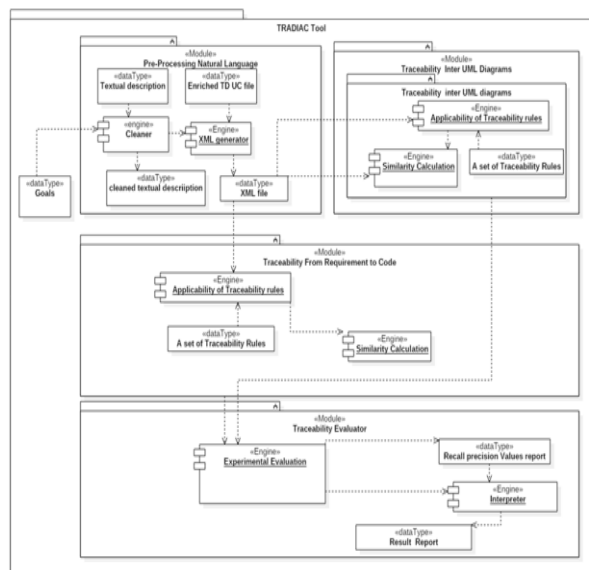 TRADIAC Tool
«Module»
Pre-Processing Natural Language
«dataType»
Textual description
«dataType»
Enriched TD UC file
«engine»
Cleaner
«Engine»
XML generator
«dataType»
Goals
«dataType»
cleaned textual descriiption
«dataType»
XML file
«Module»
Traceability Inter UML Diagrams
Traceability inter UML diagrams
«Engine»
Applicability of Traceability rules
«Engine»
Similarity Calculation
«dataType»
A set of Traceability Rules
«Module»
Traceability From Requirement to Code
«Engine»
Applicability of Traceability rules
«dataType»
A set of Traceability Rules
«Engine»
Similarity Calculation
«Module»
Traceability Evaluator
«Engine»
Experimental Evaluation
«dataType»
Recall precision Values report
«Engine»
Interpreter
«dataType»
Result Report